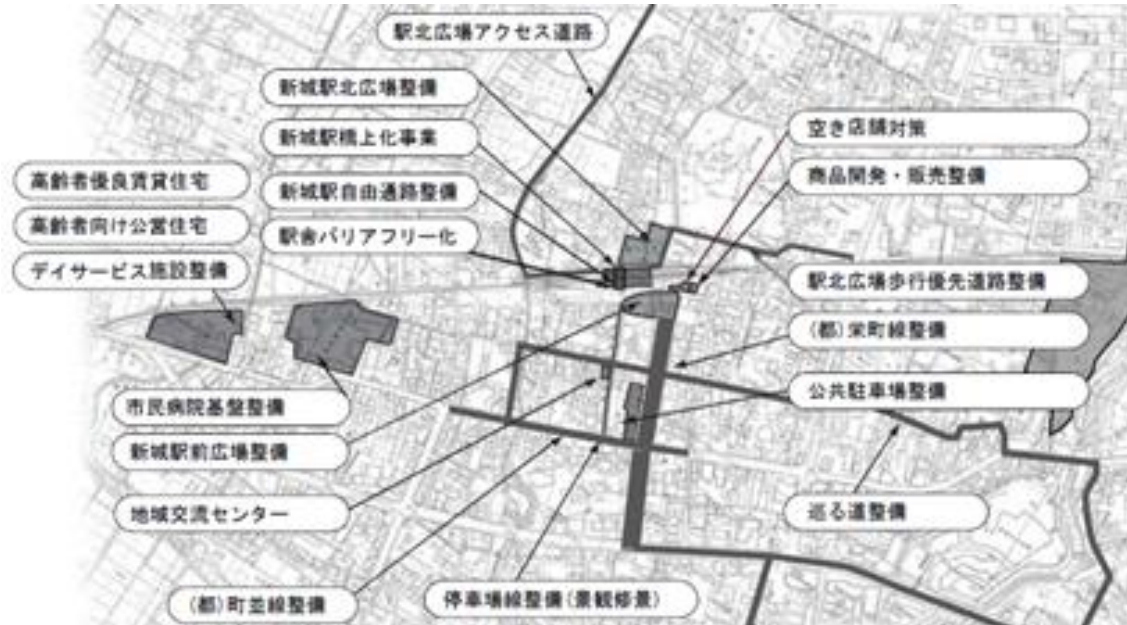 駅北広場アクセス道路
新城駅北広場整備
新城駅橋上化事業
新城駅自由通路整備
駅舎バリアフリー化
高齢者優良賃貸住宅
高齢者向け公営住宅
デイサービス施設整備
市民病院基盤整備
新城駅前広場整備
地域交流センター
(都)町並線整備
停車場線整備(景観修景)
空き店舗対策
商品開発・販売整備
駅北広場歩行優先道路整備
(都)栄町線整備
公共駐車場整備
巡る道整備